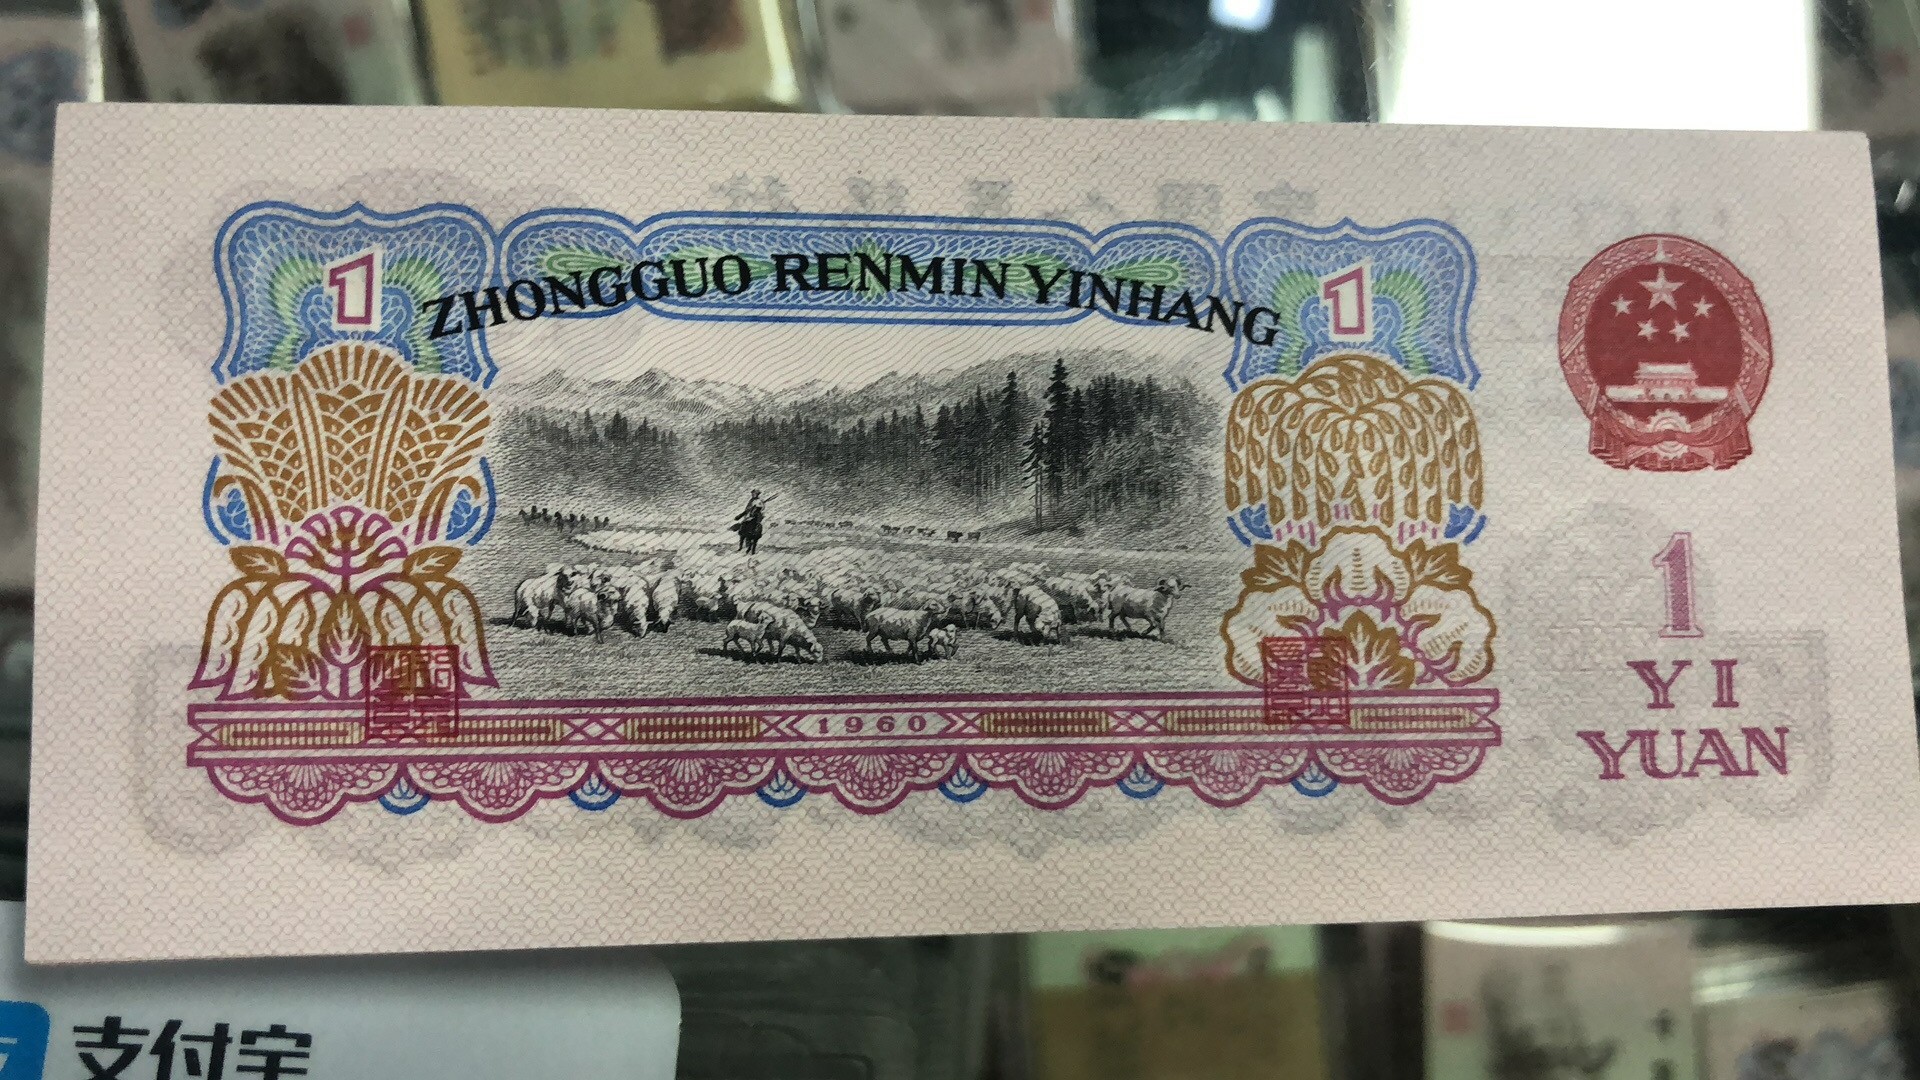 1
ZHONGGUO RENMIN YINHANG
1
1960
1
YI
YUAN
支付宝